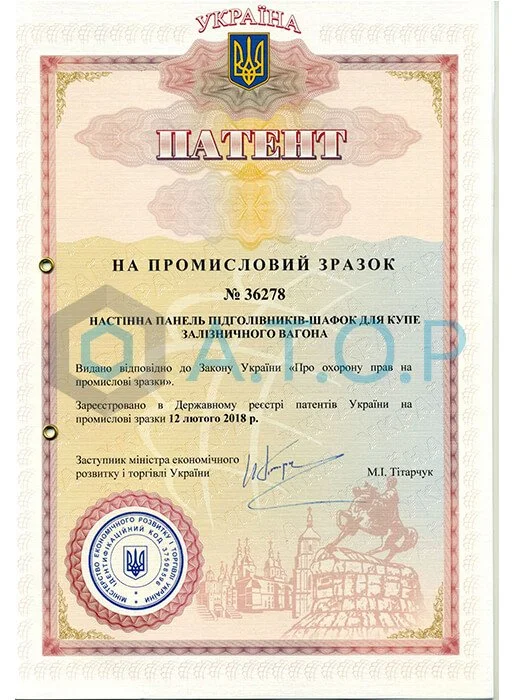 УКРАЇНА
ПАТЕНТ
НА ПРОМИСЛОВИЙ ЗРАЗОК
№ 36278
НАСТІННА ПАНЕЛЬ ПІДГОЛІВНИКІВ-ШАФОК ДЛЯ КУПЕ
ЗАЛІЗНИЧНОГО ВАГОНА
А.Т.О.Р
Видано відповідно до Закону України «Про охорону прав на
промислові зразки».
Зареєстровано в Державному реєстрі патентів України на
промислові зразки 12 лютого 2018 р.
Заступник міністра економічного
розвитку і торгівлі України
М.І. Тітарчук
МІНІСТЕРСТВО ЕКОНОМІЧНОГО РОЗВИТКУ І ТОРГІВЛІ УКРАЇНИ
ІДЕНТИФІКАЦІЙНИЙ КОД 37508596